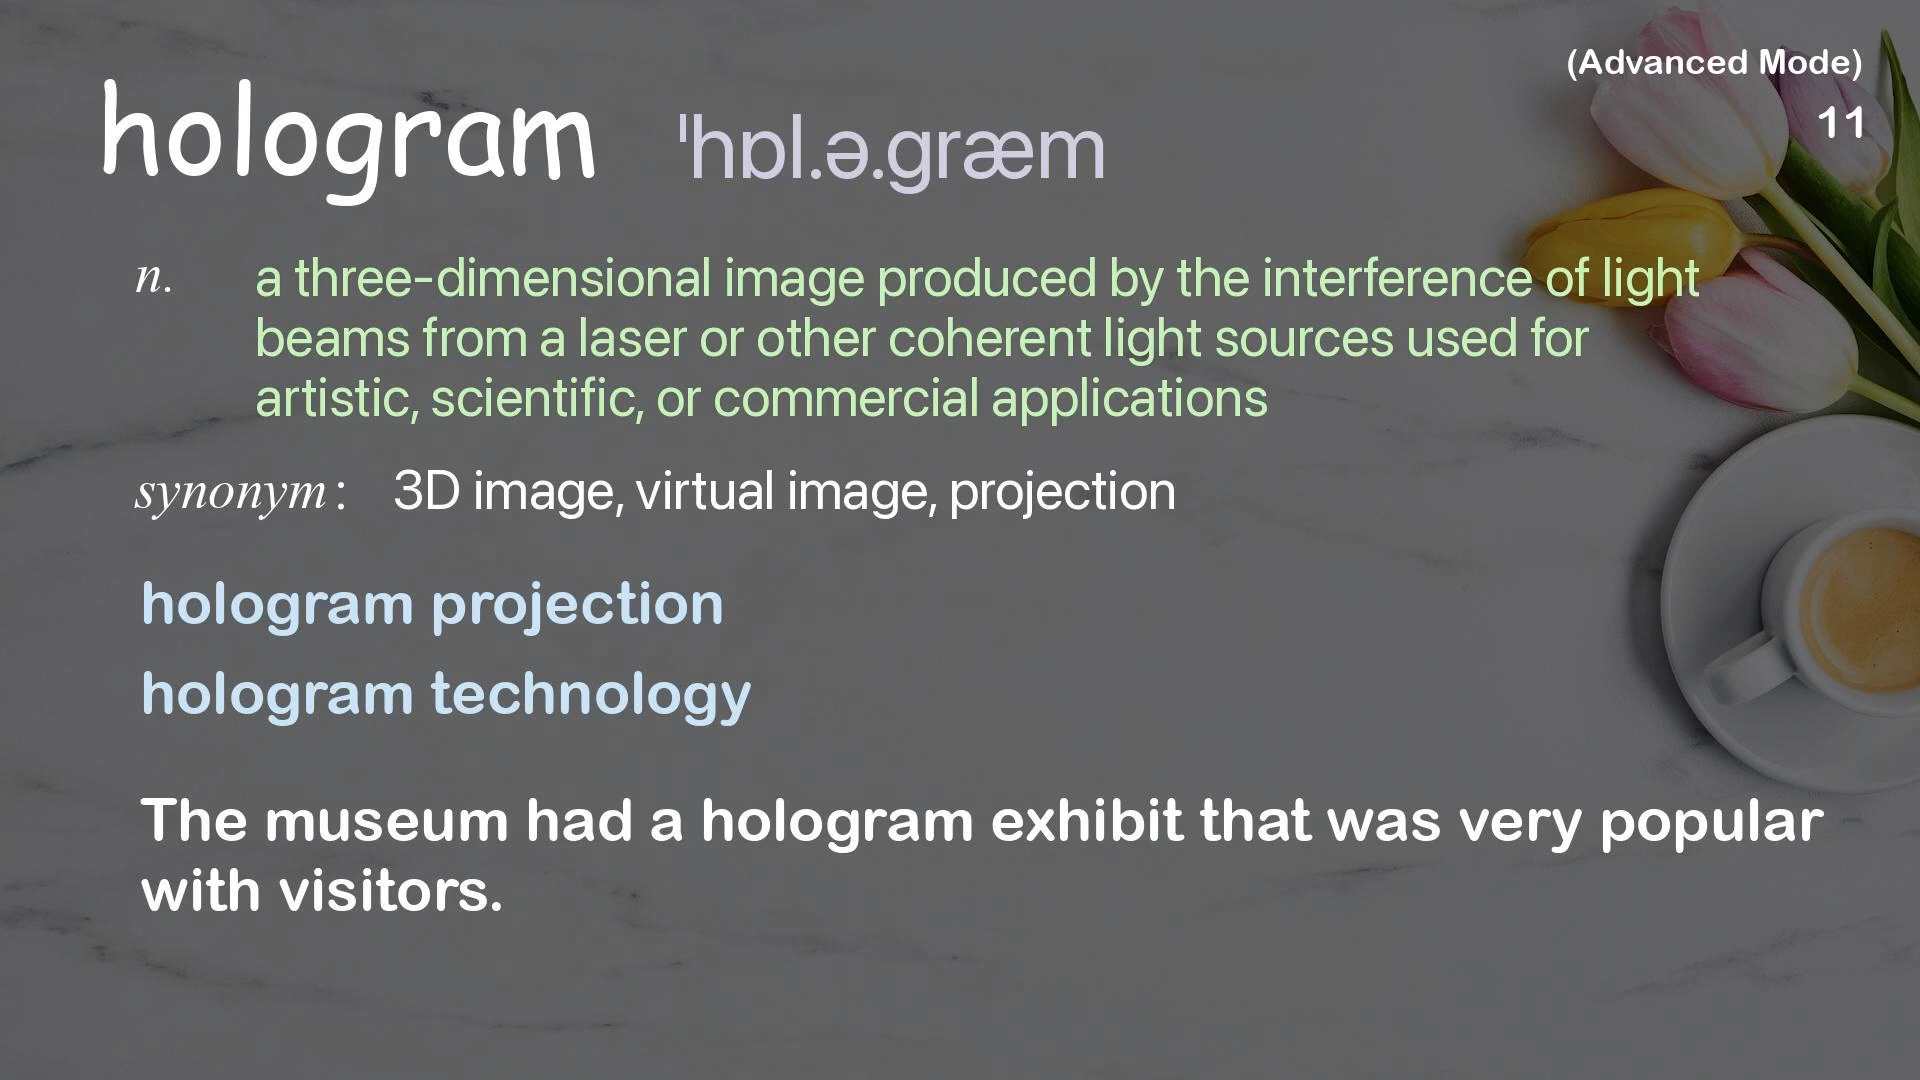 (Advanced Mode)
11
hologram ˈhɒl.ə.græm
n. a three-dimensional image produced by the interference of light
beams from a laser or other coherent light sources used for
artistic, scientific, or commercial applications
synonym: 3D image, virtual image, projection
hologram projection
hologram technology
The museum had a hologram exhibit that was very popular
with visitors.